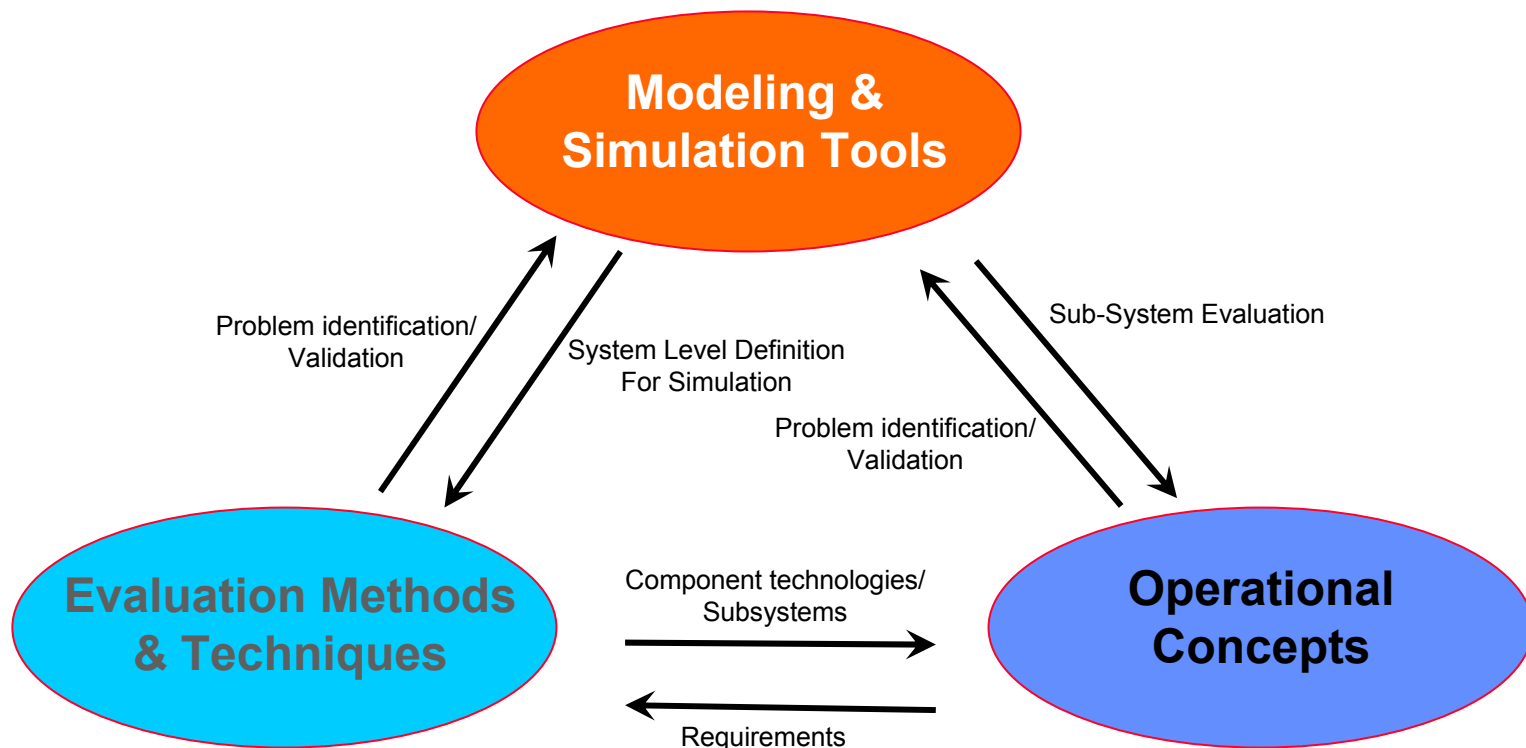 Modeling &
Simulation Tools
Problem identification/
Validation
System Level Definition
For Simulation
Sub-System Evaluation
Problem identification/
Validation
Evaluation Methods
& Techniques
Component technologies/
Subsystems
Requirements
Operational
Concepts